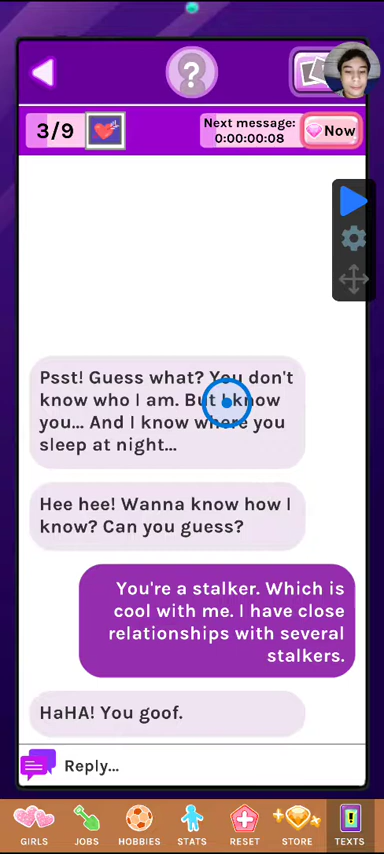 ?
3/9
Next message:
0:00:00:08
Now
Psst! Guess what? You don't
know who I am. But I know
you... And I know where you
sleep at night...
Hee hee! Wanna know how I
know? Can you guess?
You're a stalker. Which is
cool with me. I have close
relationships with several
stalkers.
HaHA! You goof.
Reply...
GIRLS
JOBS
HOBBIES
STATS
RESET
STORE
TEXTS